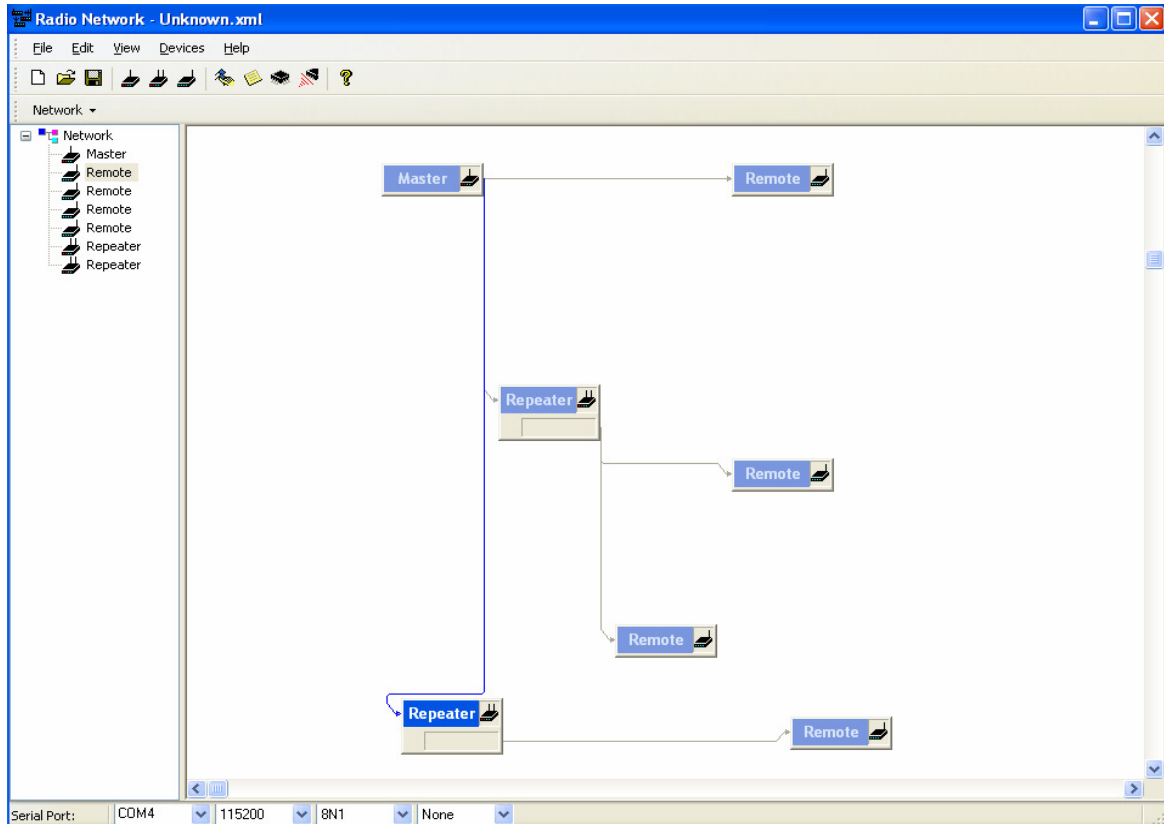 Radio Network - Unknown.xml
File Edit View Devices Help
Network
Network
Master
Remote
Remote
Remote
Remote
Repeater
Repeater
Master
Remote
Repeater
Remote
Remote
Repeater
Remote
Serial Port: COM4 115200 8N1 None